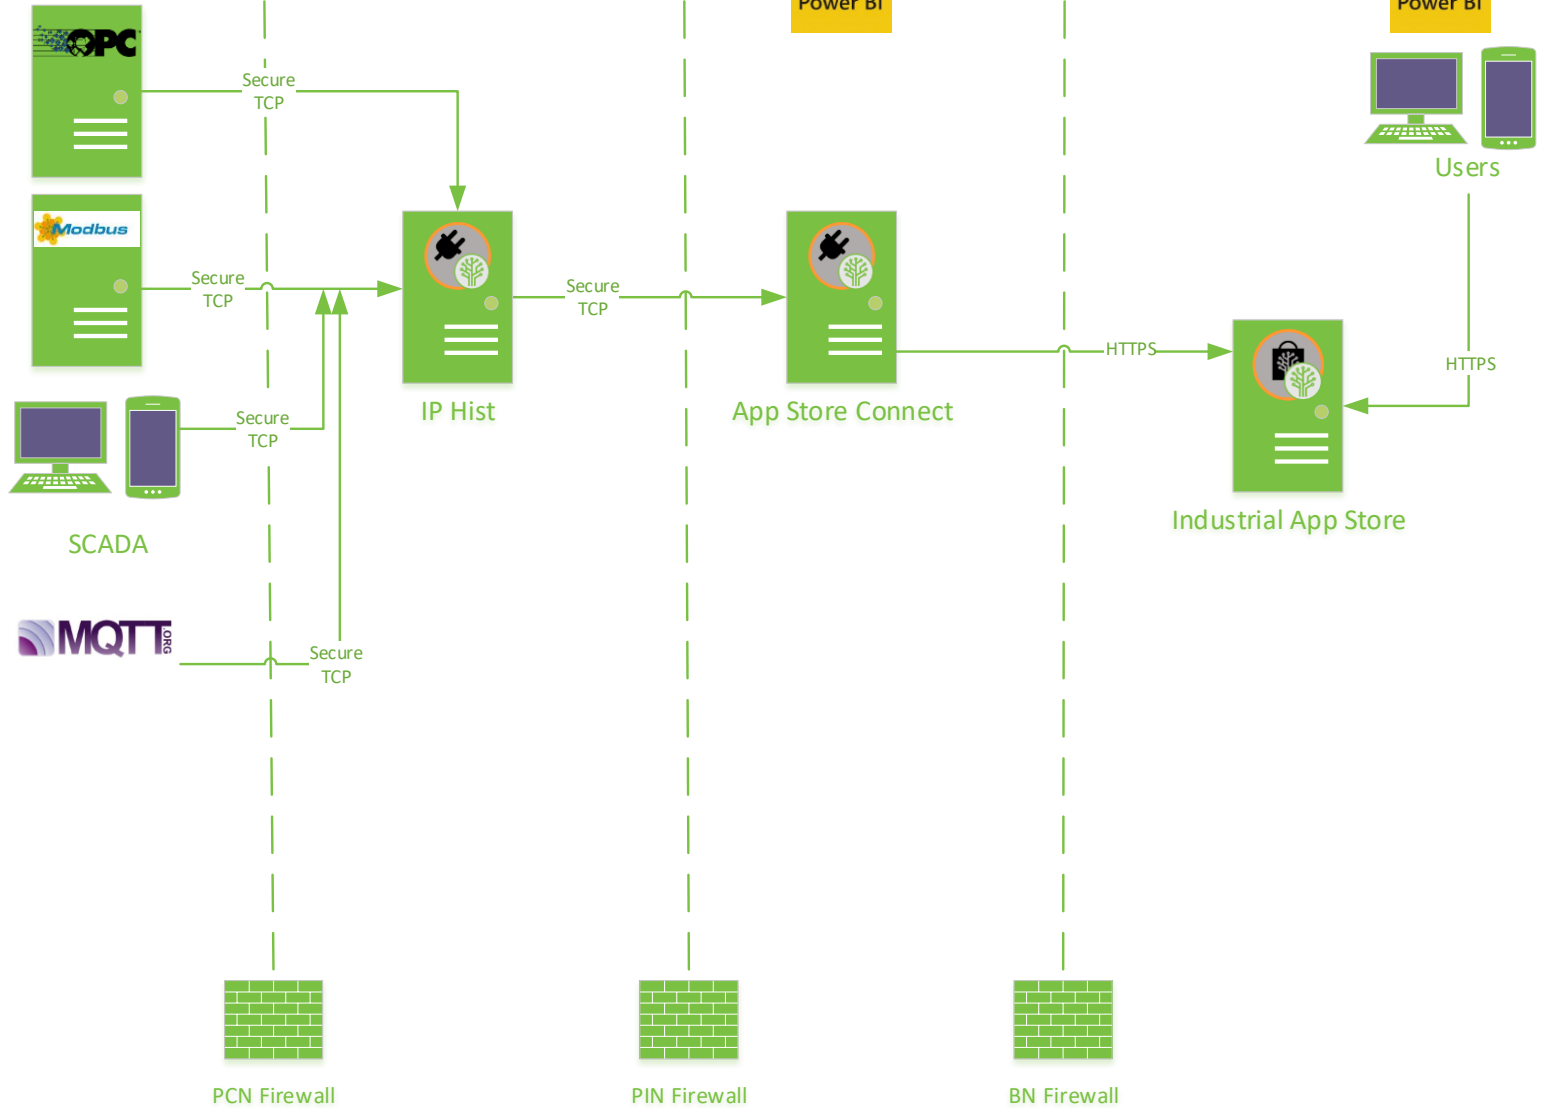 Power BI
Power BI
OPC
Secure
TCP
Users
Modbus
Secure
TCP
Secure
TCP
HTTPS
HTTPS
IP Hist
App Store Connect
Secure
TCP
Industrial App Store
SCADA
MQTT.ORG
Secure
TCP
PCN Firewall
PIN Firewall
BN Firewall